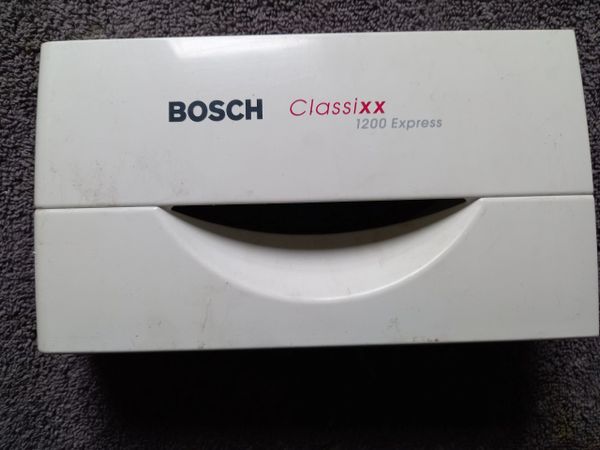 BOSCH Classixx
1200 Express